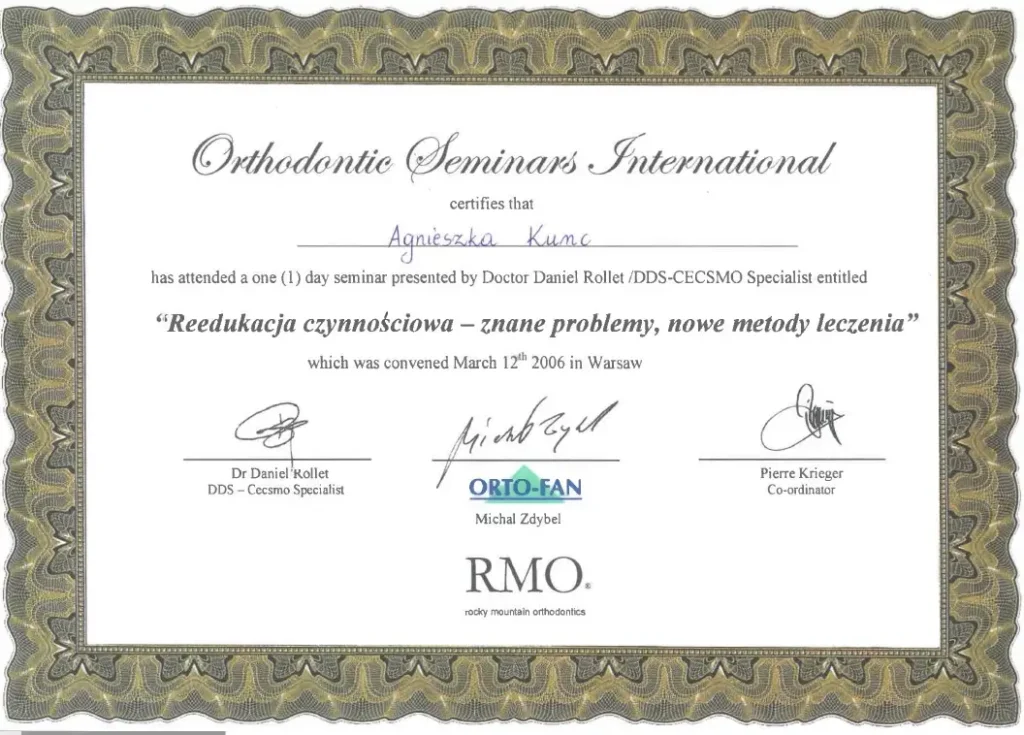 Orthodontic Seminars International
certifies that
Agnieszka Kunc
has attended a one (1) day seminar presented by Doctor Daniel Rollet /DDS-CECSMO Specialist entitled
“Reedukacja czynnościowa – znane problemy, nowe metody leczenia”
which was convened March 12th 2006 in Warsaw
Dr Daniel Rollet
DDS – Cecsmo Specialist
ORTO-FAN
Michal Zdybel
Pierre Krieger
Co-ordinator
RMO®
rocky mountain orthodontics